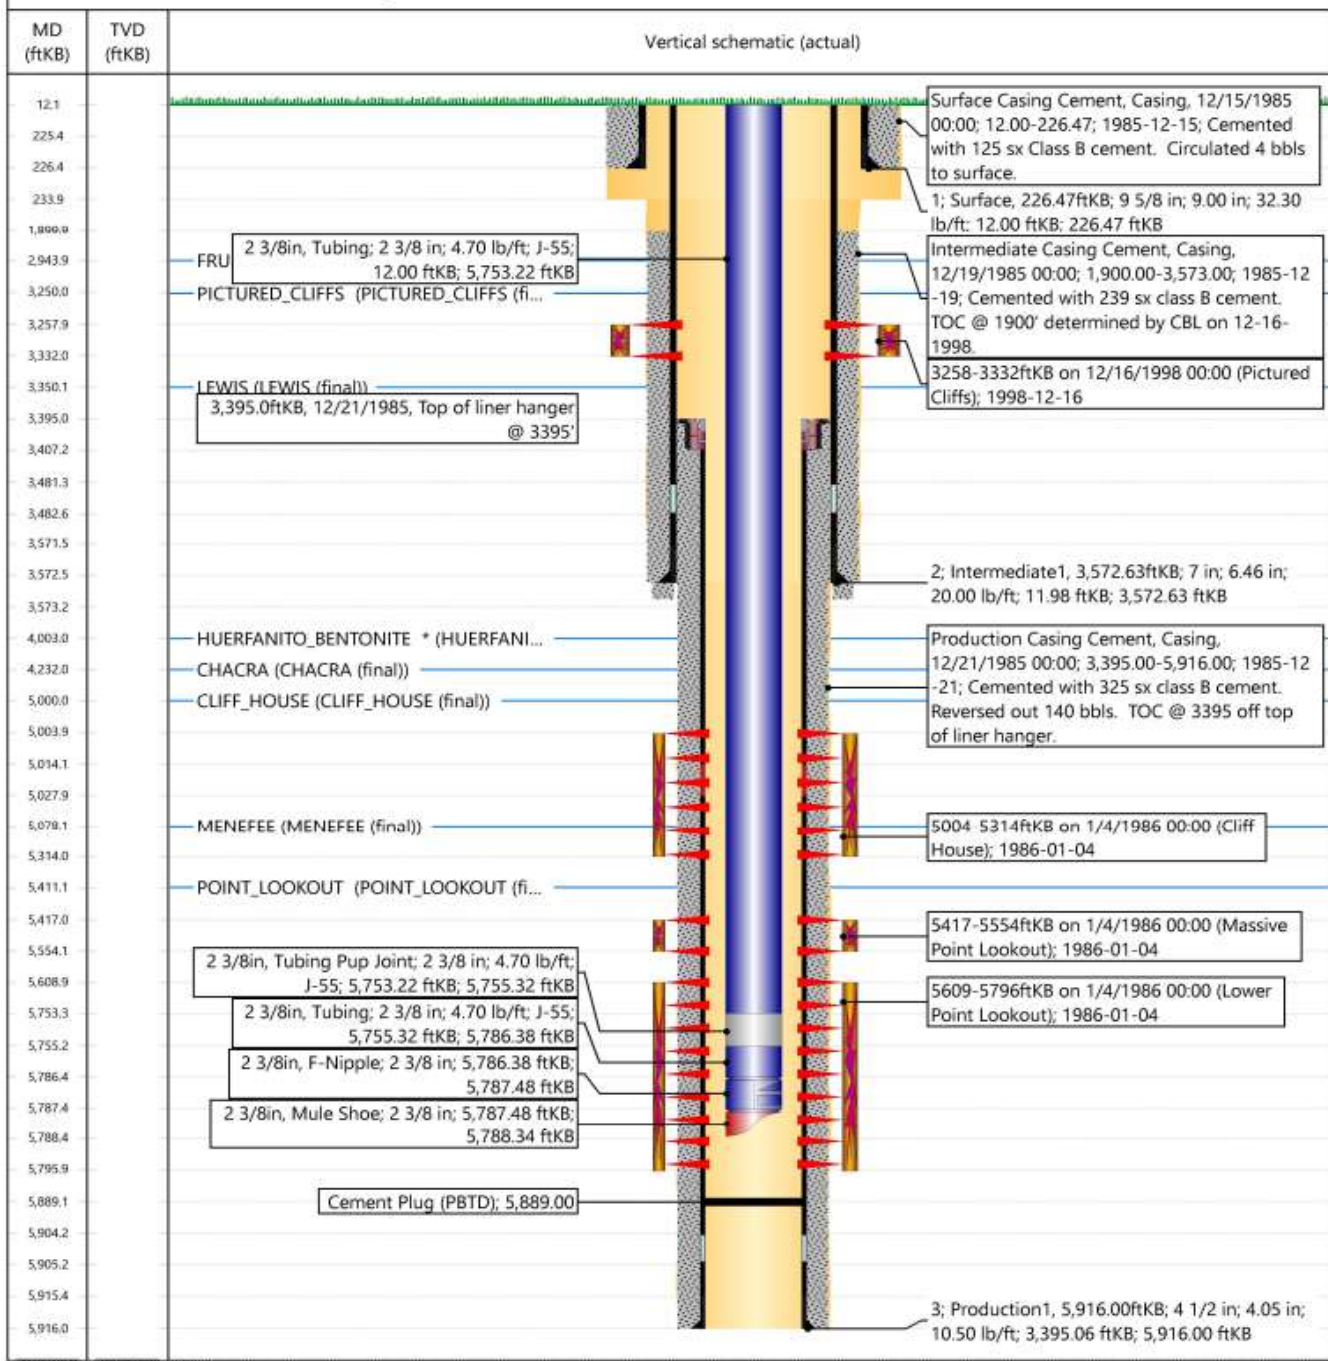 MD
(ftKB)
TVD
(ftKB)
Vertical schematic (actual)
12.1
225.4
226.4
233.9
1,899.9
2,943.9
3,250.0
3,257.9
3,332.0
3,350.1
3,395.0
3,407.2
3,481.3
3,482.6
3,571.5
3,572.5
3,573.2
4,003.0
4,232.0
5,000.0
5,003.9
5,014.1
5,027.9
5,078.1
5,314.0
5,411.1
5,417.0
5,554.1
5,608.9
5,753.3
5,755.2
5,786.4
5,787.4
5,788.4
5,795.9
5,889.1
5,904.2
5,905.2
5,915.4
5,916.0
FRU
2 3/8in, Tubing; 2 3/8 in; 4.70 lb/ft; J-55;
12.00 ftKB; 5,753.22 ftKB
PICTURED_CLIFFS (PICTURED_CLIFFS (fi...
LEWIS (LEWIS (final))
3,395.0ftKB, 12/21/1985, Top of liner hanger
@ 3395'
HUERFANITO_BENTONITE * (HUERFANI...
CHACRA (CHACRA (final))
CLIFF_HOUSE (CLIFF_HOUSE (final))
MENEFEE (MENEFEE (final))
POINT_LOOKOUT (POINT_LOOKOUT (fi...
2 3/8in, Tubing Pup Joint; 2 3/8 in; 4.70 lb/ft;
J-55; 5,753.22 ftKB; 5,755.32 ftKB
2 3/8in, Tubing; 2 3/8 in; 4.70 lb/ft; J-55;
5,755.32 ftKB; 5,786.38 ftKB
2 3/8in, F-Nipple; 2 3/8 in; 5,786.38 ftKB;
5,787.48 ftKB
2 3/8in, Mule Shoe; 2 3/8 in; 5,787.48 ftKB;
5,788.34 ftKB
Cement Plug (PBTD); 5,889.00
Surface Casing Cement, Casing, 12/15/1985
00:00; 12.00-226.47; 1985-12-15; Cemented
with 125 sx Class B cement. Circulated 4 bbls
to surface.
1; Surface, 226.47ftKB; 9 5/8 in; 9.00 in; 32.30
lb/ft; 12.00 ftKB; 226.47 ftKB
Intermediate Casing Cement, Casing,
12/19/1985 00:00; 1,900.00-3,573.00; 1985-12
-19; Cemented with 239 sx class B cement.
TOC @ 1900' determined by CBL on 12-16-
1998.
3258-3332ftKB on 12/16/1998 00:00 (Pictured
Cliffs); 1998-12-16
2; Intermediate1, 3,572.63ftKB; 7 in; 6.46 in;
20.00 lb/ft; 11.98 ftKB; 3,572.63 ftKB
Production Casing Cement, Casing,
12/21/1985 00:00; 3,395.00-5,916.00; 1985-12
-21; Cemented with 325 sx class B cement.
Reversed out 140 bbls. TOC @ 3395 off top
of liner hanger.
5004-5314ftKB on 1/4/1986 00:00 (Cliff
House); 1986-01-04
5417-5554ftKB on 1/4/1986 00:00 (Massive
Point Lookout); 1986-01-04
5609-5796ftKB on 1/4/1986 00:00 (Lower
Point Lookout); 1986-01-04
3; Production1, 5,916.00ftKB; 4 1/2 in; 4.05 in;
10.50 lb/ft; 3,395.06 ftKB; 5,916.00 ftKB